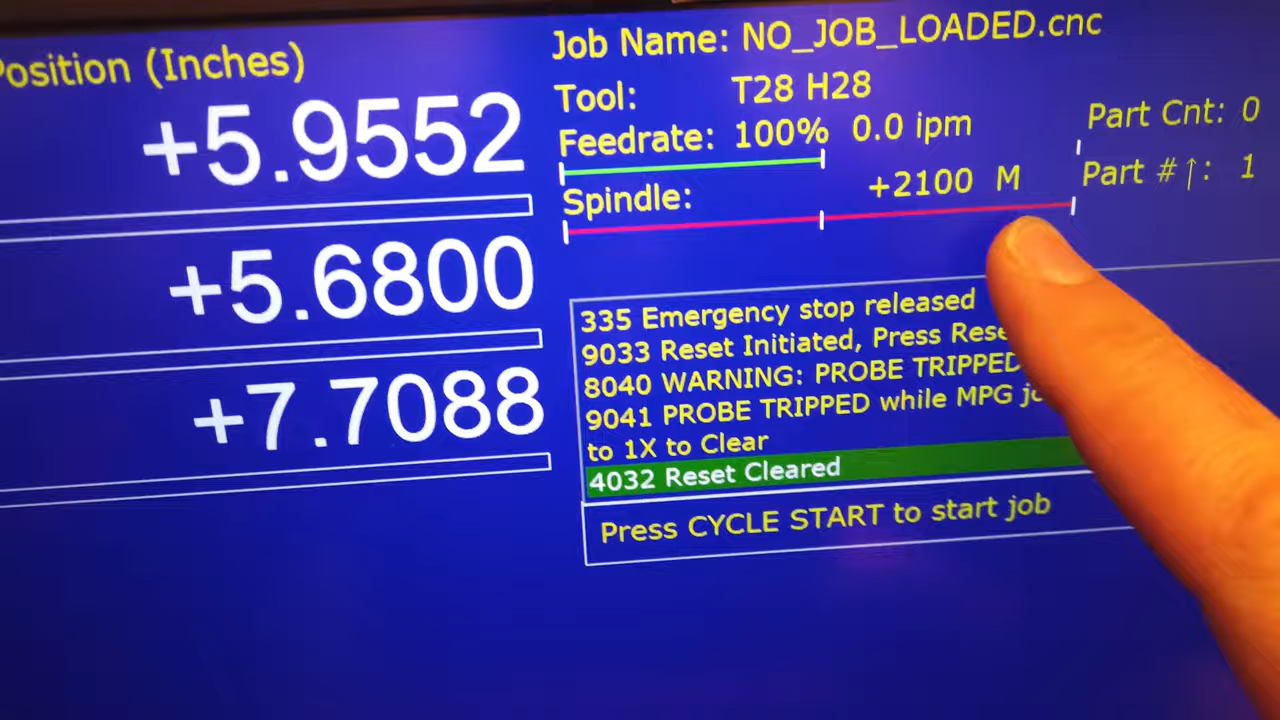 Position (Inches)
+5.9552
+5.6800
+7.7088
Job Name: NO_JOB_LOADED.cnc
Tool: T28 H28
Feedrate: 100% 0.0 ipm
Spindle: +2100 M
Part Cnt: 0
Part #↑: 1
335 Emergency stop released
9033 Reset Initiated, Press
8040 WARNING: PROBE TRIPPED
9041 PROBE TRIPPED while MPG
to 1X to Clear
4032 Reset Cleared
Press CYCLE START to start job